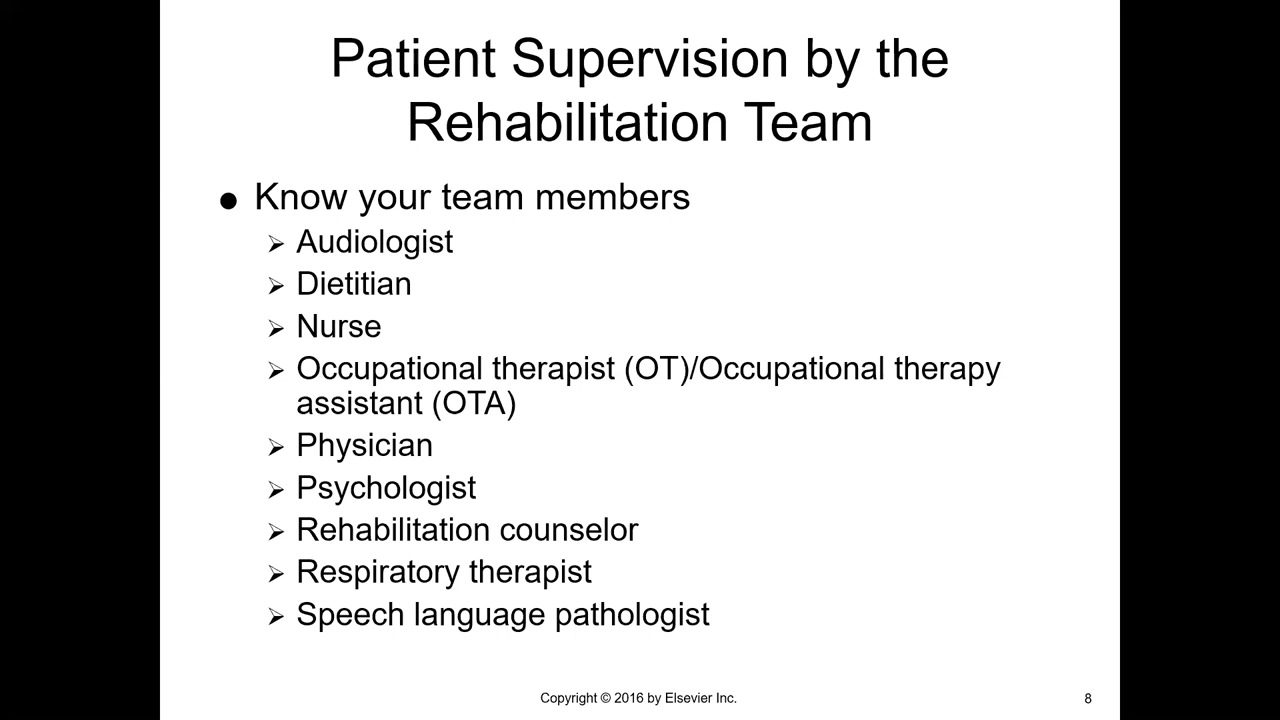 Patient Supervision by the
Rehabilitation Team
● Know your team members
➢ Audiologist
➢ Dietitian
➢ Nurse
➢ Occupational therapist (OT)/Occupational therapy
assistant (OTA)
➢ Physician
➢ Psychologist
➢ Rehabilitation counselor
➢ Respiratory therapist
➢ Speech language pathologist
Copyright © 2016 by Elsevier Inc.
8